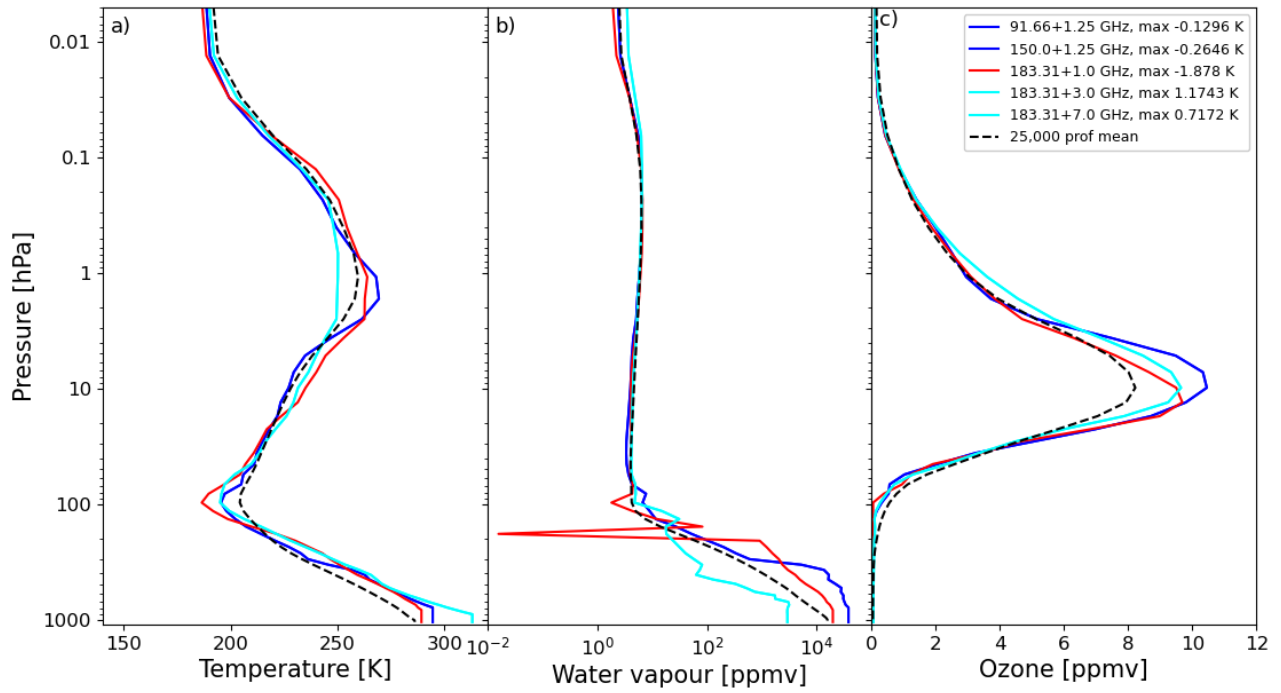 a)
b)
c)
91.66+1.25 GHz, max -0.1296 K
150.0+1.25 GHz, max -0.2646 K
183.31+1.0 GHz, max -1.878 K
183.31+3.0 GHz, max 1.1743 K
183.31+7.0 GHz, max 0.7172 K
25,000 prof mean
Pressure [hPa]
0.01
0.1
1
10
100
1000
150 200 250 300
10⁻² 10⁰ 10² 10⁴
0 2 4 6 8 10 12
Temperature [K]
Water vapour [ppmv]
Ozone [ppmv]